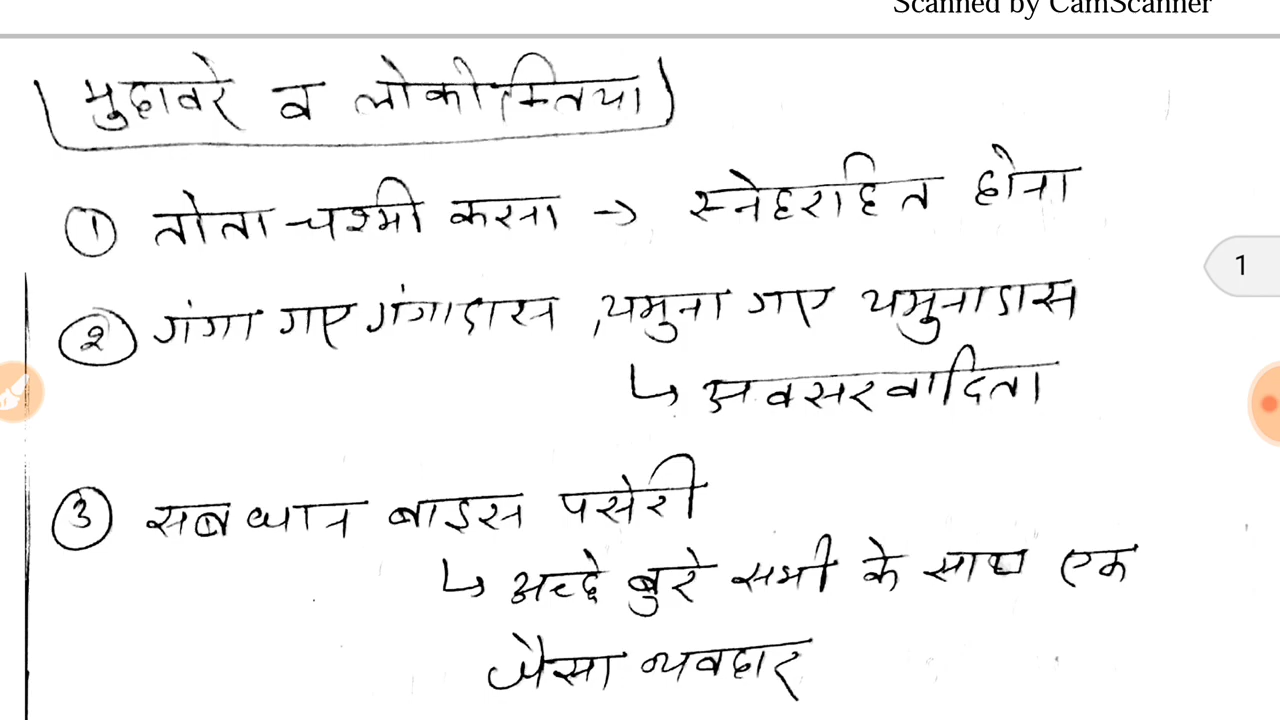 Scanned by CamScanner
मुहावरे व लोकोक्तियां
① तोता चश्मी करना → स्नेहरहित होना
1
② गंगा गए गंगादास, यमुना गए यमुनादास
↳ अवसरवादिता
③ सब धान बाइस पसेरी
↳ अच्छे बुरे सभी के साथ एक
जैसा व्यवहार